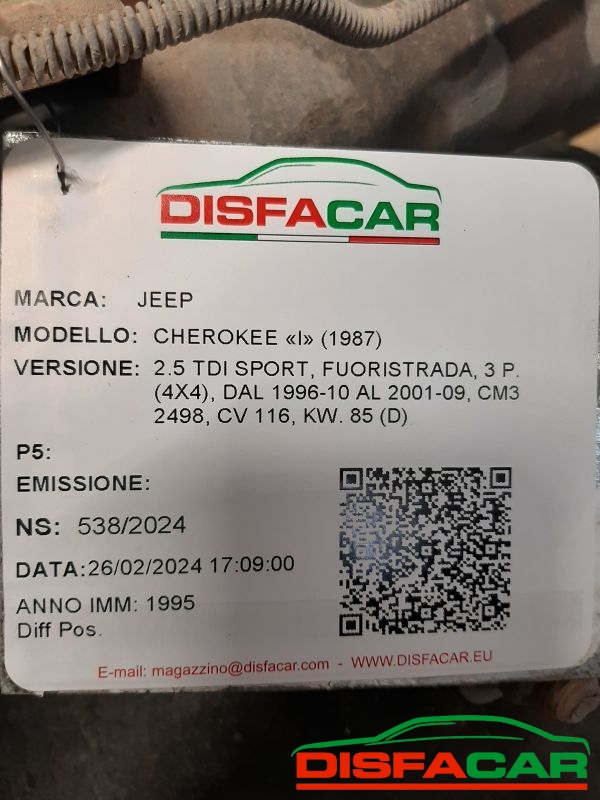 DISFACAR
MARCA: JEEP
MODELLO: CHEROKEE «I» (1987)
VERSIONE: 2.5 TDI SPORT, FUORISTRADA, 3 P.
(4X4), DAL 1996-10 AL 2001-09, CM3
2498, CV 116, KW. 85 (D)
P5:
EMISSIONE:
NS: 538/2024
DATA:26/02/2024 17:09:00
ANNO IMM: 1995
Diff Pos.
E-mail: magazzino@disfacar.com - WWW.DISFACAR.EU
DISFACAR